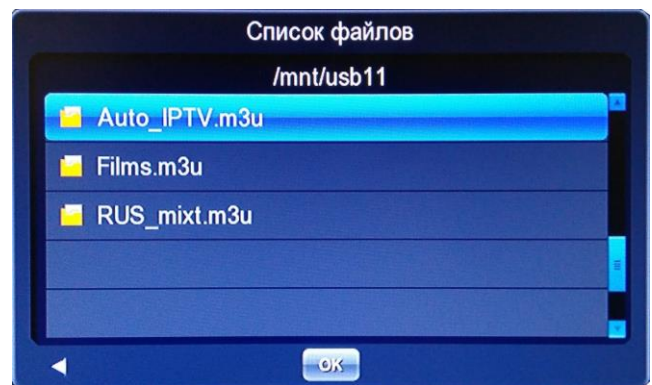 Список файлов
/mnt/usb11
Auto_IPTV.m3u
Films.m3u
RUS_mixt.m3u
OK